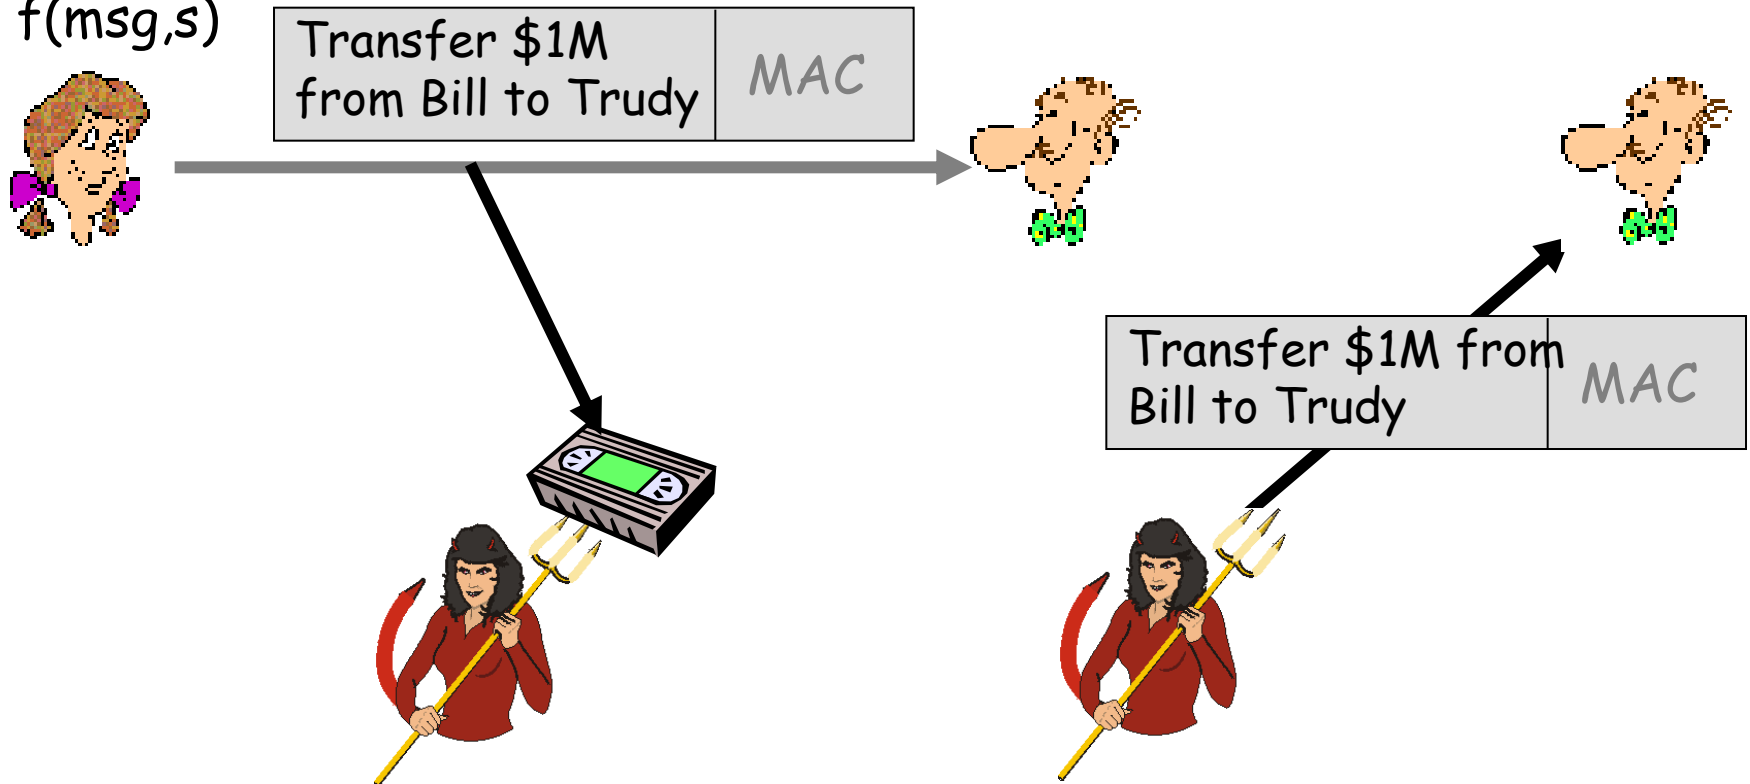 f(msg,s)
Transfer $1M
from Bill to Trudy
MAC
Transfer $1M from
Bill to Trudy
MAC